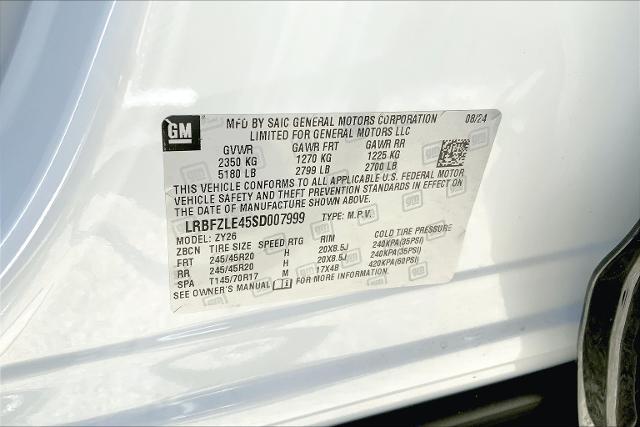 GM
MFD BY SAIC GENERAL MOTORS CORPORATION 08/24
LIMITED FOR GENERAL MOTORS LLC
GVWR GAWR FRT GAWR RR
2350 KG 1270 KG 1225 KG
5180 LB 2799 LB 2700 LB
THIS VEHICLE CONFORMS TO ALL APPLICABLE U.S. FEDERAL MOTOR
VEHICLE SAFETY AND THEFT PREVENTION STANDARDS IN EFFECT ON
THE DATE OF MANUFACTURE SHOWN ABOVE.
LRBFZLE45SD007999 TYPE: M.P.V.
MODEL: ZY26
ZBCN TIRE SIZE SPEED RTG RIM COLD TIRE PRESSURE
FRT 245/45R20 H 20X8.5J 240KPA(35PSI)
RR 245/45R20 H 20X8.5J 240KPA(35PSI)
SPA T145/70R17 M 17X4B 420KPA(60PSI)
SEE OWNER'S MANUAL FOR MORE INFORMATION.